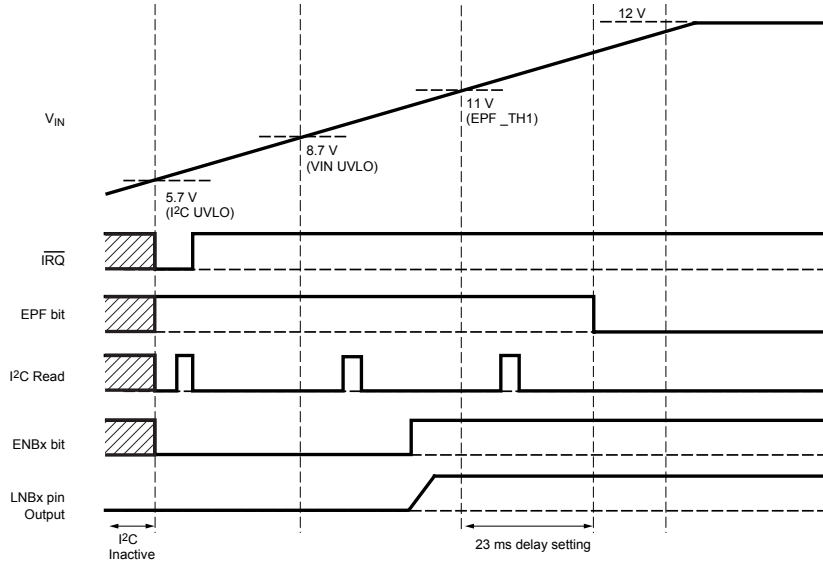 12 V
V_IN
11 V
(EPF _TH1)
8.7 V
(VIN UVLO)
5.7 V
(I²C UVLO)
IRQ
EPF bit
I²C Read
ENBx bit
LNBx pin
Output
I²C
Inactive
23 ms delay setting